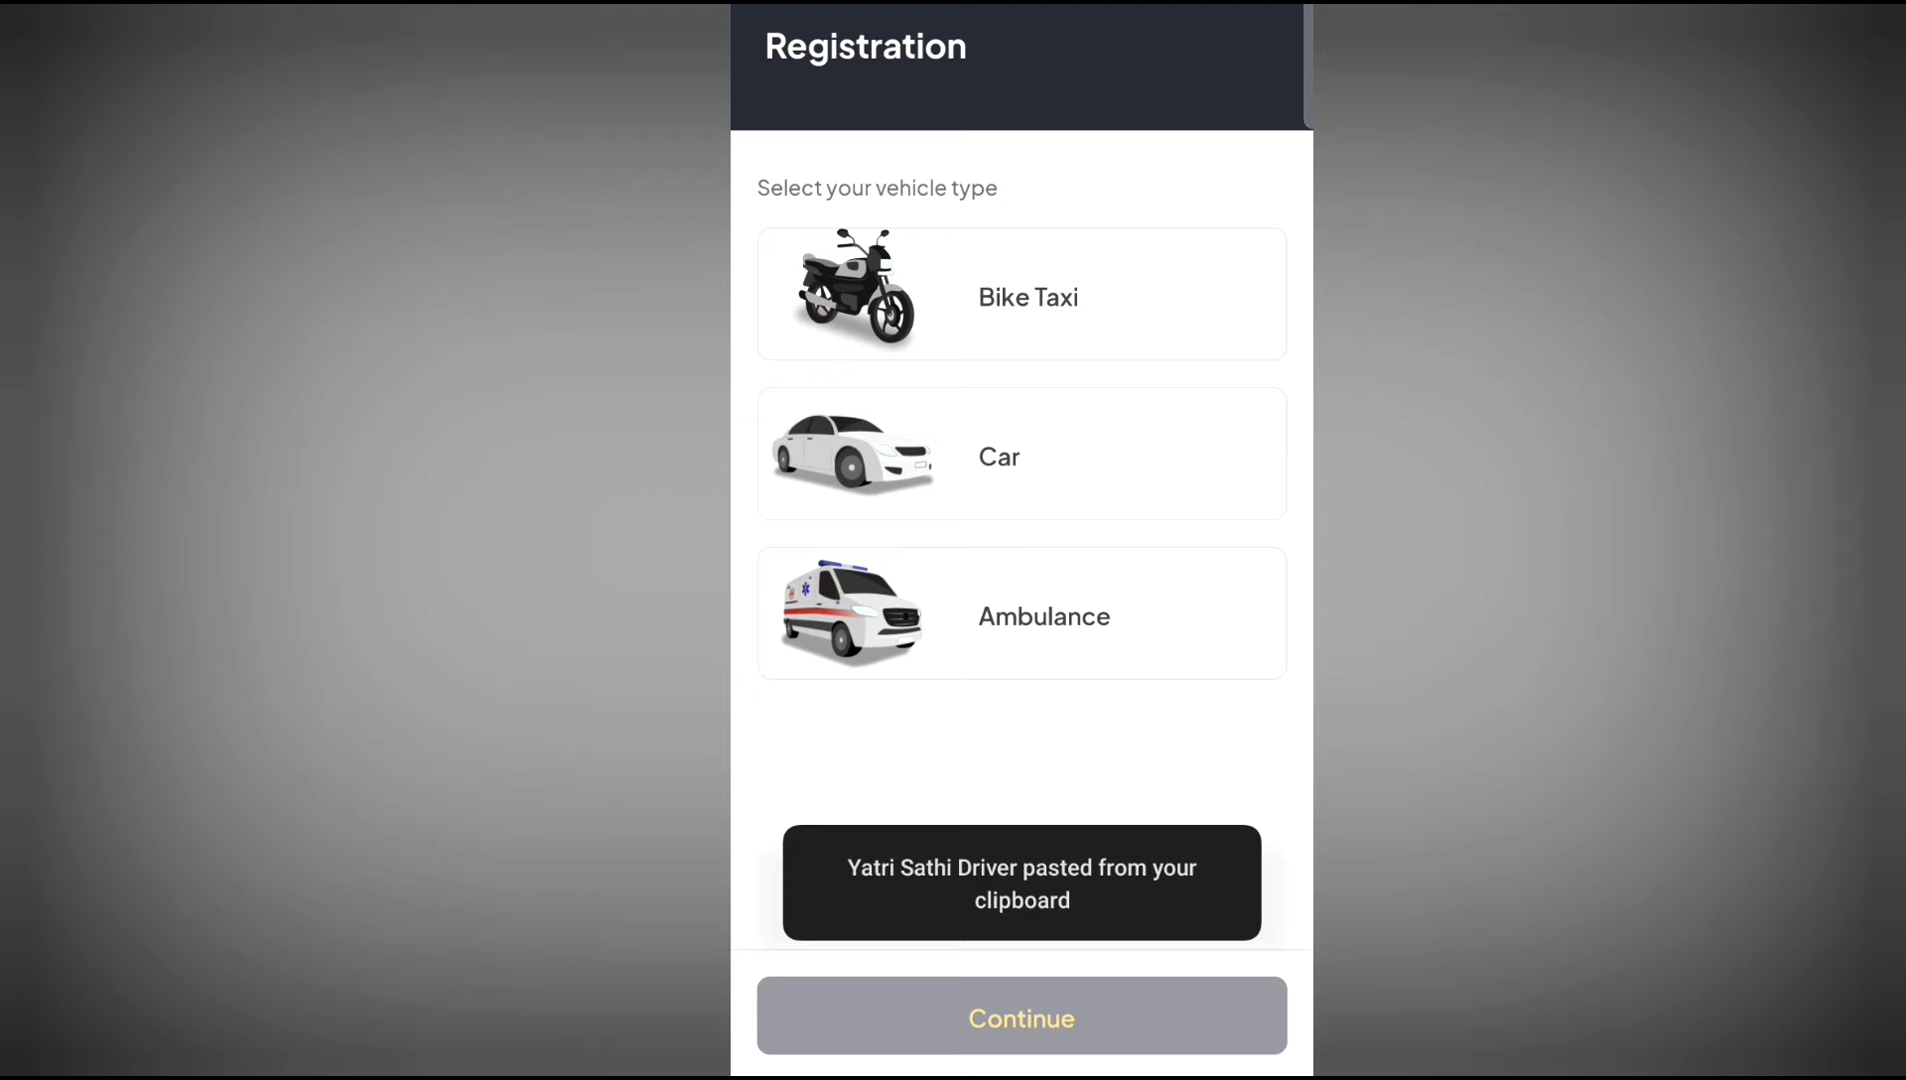 Registration
Select your vehicle type
Bike Taxi
Car
Ambulance
Yatri Sathi Driver pasted from your
clipboard
Continue